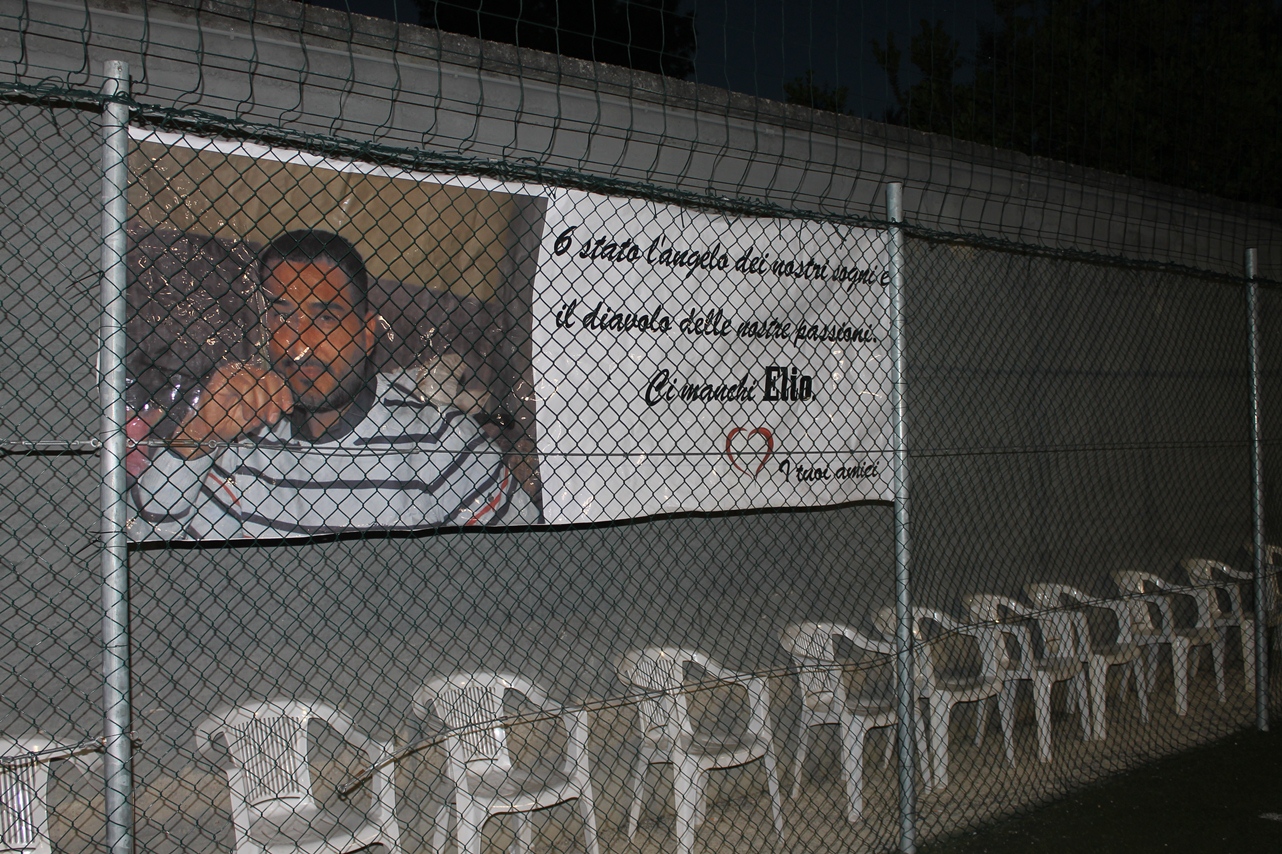 6 stato l'angelo dei nostri sogni e
il diavolo delle nostre passioni.
Ci manchi Elio.
I tuoi amici